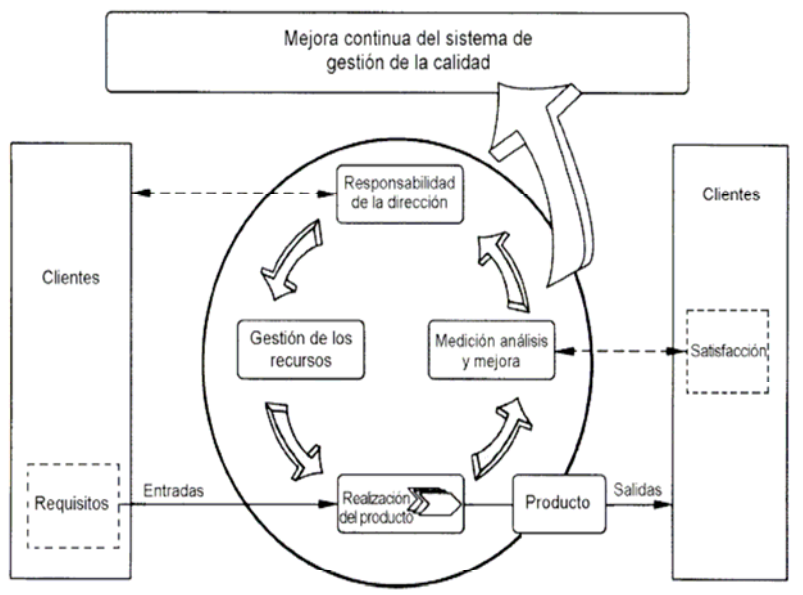 Mejora continua del sistema de
gestión de la calidad
Responsabilidad
de la dirección
Clientes
Clientes
Gestión de los
recursos
Medición análisis
y mejora
Satisfacción
Requisitos
Entradas
Realización
del producto
Producto
Salidas